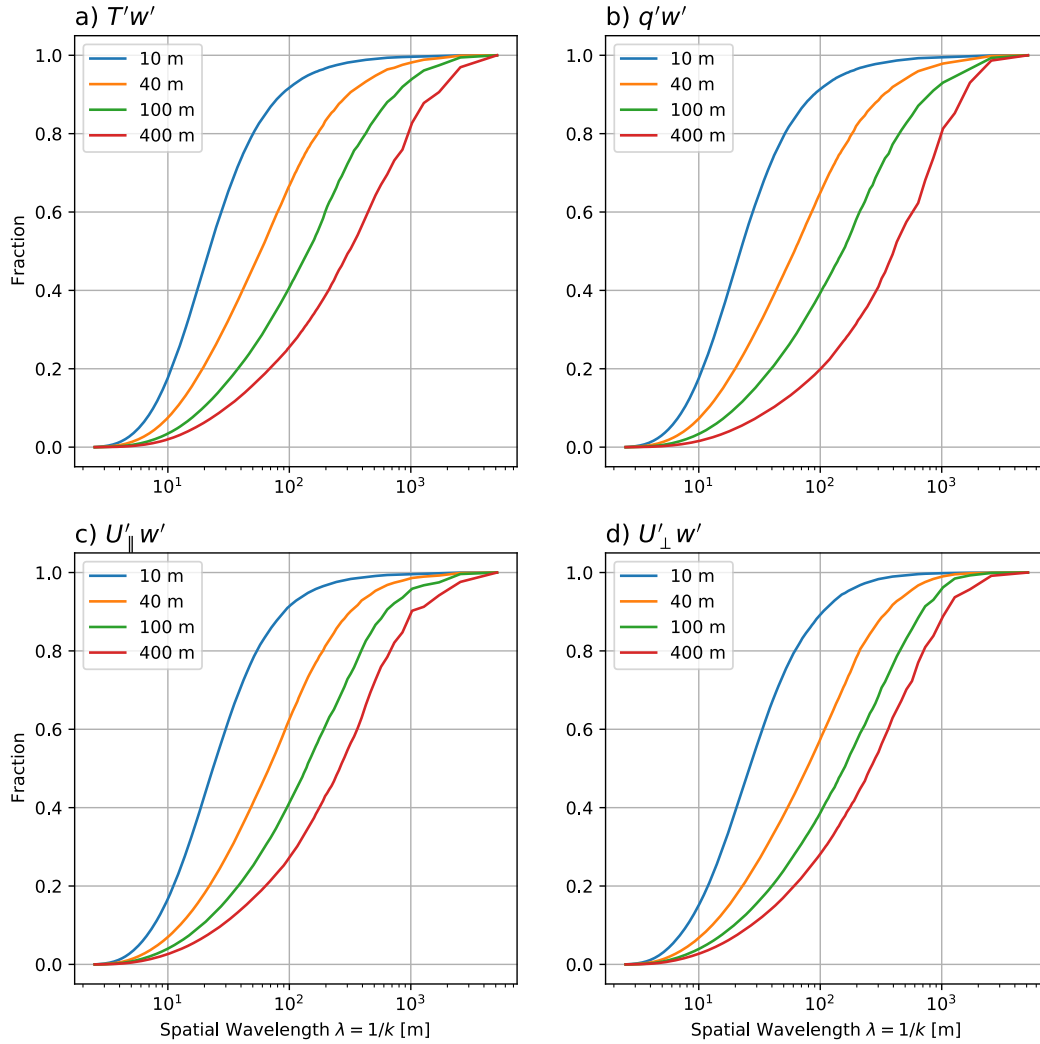 a) T′w′
10 m
40 m
100 m
400 m
1.0
0.8
0.6
0.4
0.2
0.0
Fraction
10¹
10²
10³
b) q′w′
10 m
40 m
100 m
400 m
1.0
0.8
0.6
0.4
0.2
0.0
10¹
10²
10³
c) U′∥w′
10 m
40 m
100 m
400 m
1.0
0.8
0.6
0.4
0.2
0.0
Fraction
10¹
10²
10³
Spatial Wavelength λ = 1/k [m]
d) U′⊥w′
10 m
40 m
100 m
400 m
1.0
0.8
0.6
0.4
0.2
0.0
10¹
10²
10³
Spatial Wavelength λ = 1/k [m]